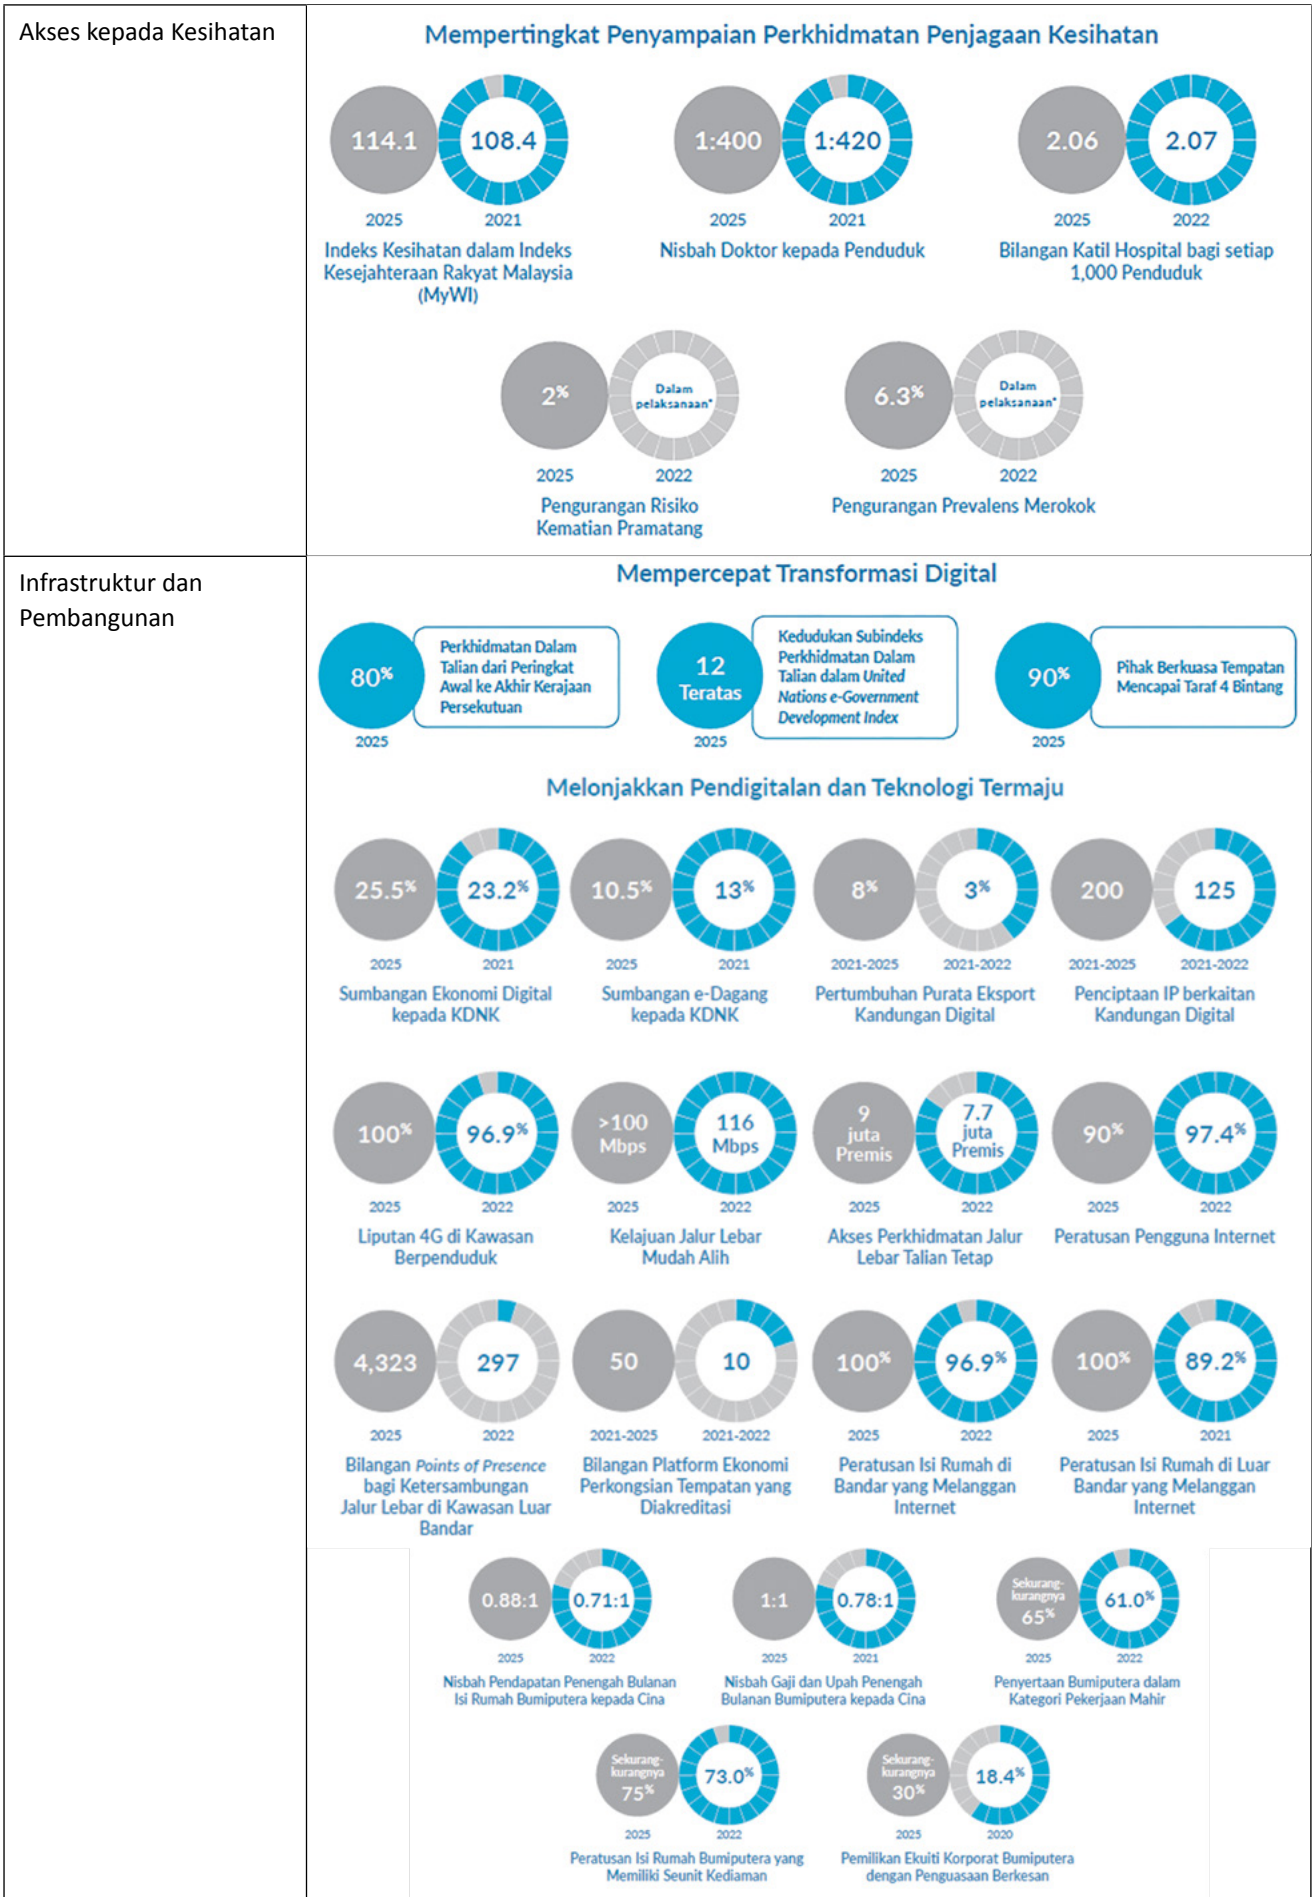 Akses kepada Kesihatan
Mempertingkat Penyampaian Perkhidmatan Penjagaan Kesihatan
114.1
108.4
2025
2021
Indeks Kesihatan dalam Indeks
Kesejahteraan Rakyat Malaysia
(MyWI)
1:400
1:420
2025
2021
Nisbah Doktor kepada Penduduk
2.06
2.07
2025
2022
Bilangan Katil Hospital bagi setiap
1,000 Penduduk
2%
Dalam
pelaksanaan*
2025
2022
Pengurangan Risiko
Kematian Pramatang
6.3%
Dalam
pelaksanaan*
2025
2022
Pengurangan Prevalens Merokok
Infrastruktur dan
Pembangunan
Mempercepat Transformasi Digital
80%
2025
Perkhidmatan Dalam
Talian dari Peringkat
Awal ke Akhir Kerajaan
Persekutuan
12
Teratas
2025
Kedudukan Subindeks
Perkhidmatan Dalam
Talian dalam United
Nations e-Government
Development Index
90%
2025
Pihak Berkuasa Tempatan
Mencapai Taraf 4 Bintang
Melonjakkan Pendigitalan dan Teknologi Termaju
25.5%
23.2%
2025
2021
Sumbangan Ekonomi Digital
kepada KDNK
10.5%
13%
2025
2021
Sumbangan e-Dagang
kepada KDNK
8%
3%
2021-2025
2021-2022
Pertumbuhan Purata Eksport
Kandungan Digital
200
125
2021-2025
2021-2022
Penciptaan IP berkaitan
Kandungan Digital
100%
96.9%
2025
2022
Liputan 4G di Kawasan
Berpenduduk
>100
Mbps
116
Mbps
2025
2022
Kelajuan Jalur Lebar
Mudah Alih
9
juta
Premis
7.7
juta
Premis
2025
2022
Akses Perkhidmatan Jalur
Lebar Talian Tetap
90%
97.4%
2025
2022
Peratusan Pengguna Internet
4,323
297
2025
2022
Bilangan Points of Presence
bagi Ketersambungan
Jalur Lebar di Kawasan Luar
Bandar
50
10
2021-2025
2021-2022
Bilangan Platform Ekonomi
Perkongsian Tempatan yang
Diakreditasi
100%
96.9%
2025
2022
Peratusan Isi Rumah di
Bandar yang Melanggan
Internet
100%
89.2%
2025
2021
Peratusan Isi Rumah di Luar
Bandar yang Melanggan
Internet
0.88:1
0.71:1
2025
2022
Nisbah Pendapatan Penengah Bulanan
Isi Rumah Bumiputera kepada Cina
1:1
0.78:1
2025
2021
Nisbah Gaji dan Upah Penengah
Bulanan Bumiputera kepada Cina
Sekurang-
kurangnya
65%
61.0%
2025
2022
Penyertaan Bumiputera dalam
Kategori Pekerjaan Mahir
Sekurang-
kurangnya
75%
73.0%
2025
2022
Peratusan Isi Rumah Bumiputera yang
Memiliki Seunit Kediaman
Sekurang-
kurangnya
30%
18.4%
2025
2020
Pemilikan Ekuiti Korporat Bumiputera
dengan Penguasaan Berkesan